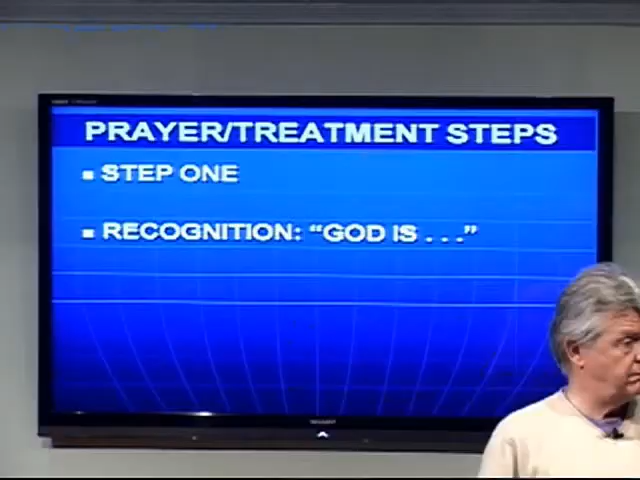 PRAYER/TREATMENT STEPS
STEP ONE
RECOGNITION: “GOD IS . . .”